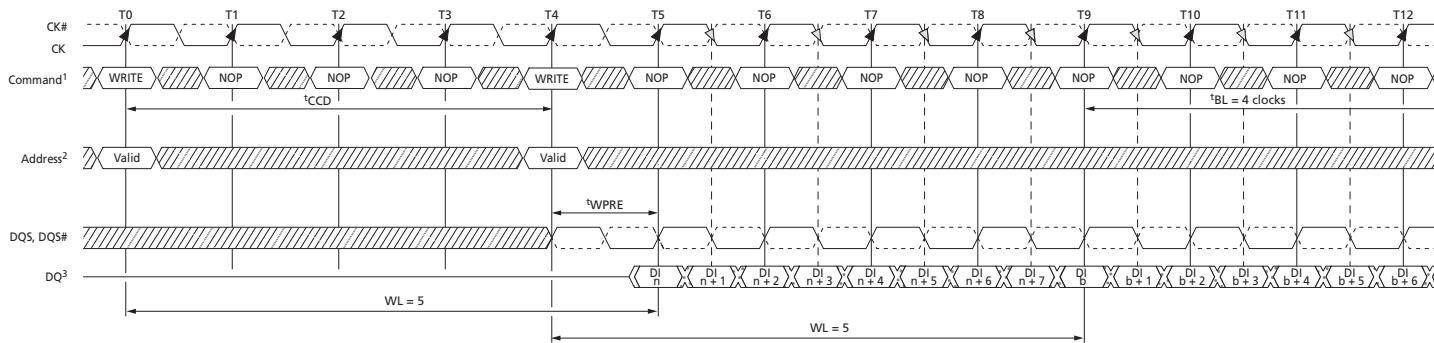 T0 T1 T2 T3 T4 T5 T6 T7 T8 T9 T10 T11 T12
CK#
CK
Command¹ WRITE NOP NOP NOP WRITE NOP NOP NOP NOP NOP NOP NOP NOP
ᵗCCD ᵗBL = 4 clocks
Address² Valid Valid
ᵗWPRE
DQS, DQS#
DQ³ DI n DI n + 1 DI n + 2 DI n + 3 DI n + 4 DI n + 5 DI n + 6 DI n + 7 DI b DI b + 1 DI b + 2 DI b + 3 DI b + 4 DI b + 5 DI b + 6
WL = 5
WL = 5